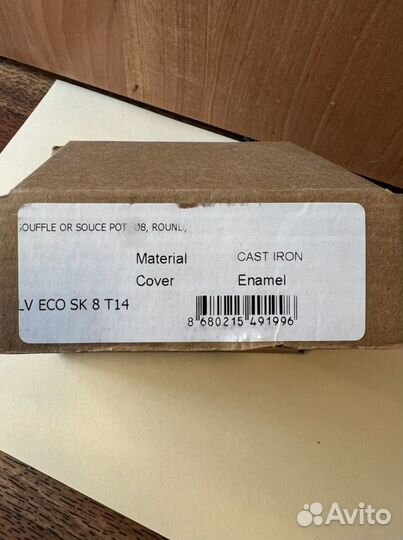 SOUFFLE OR SOUCE POT, 08, ROUND,
Material CAST IRON
Cover Enamel
LV ECO SK 8 T14
8 680215 491996
Avito